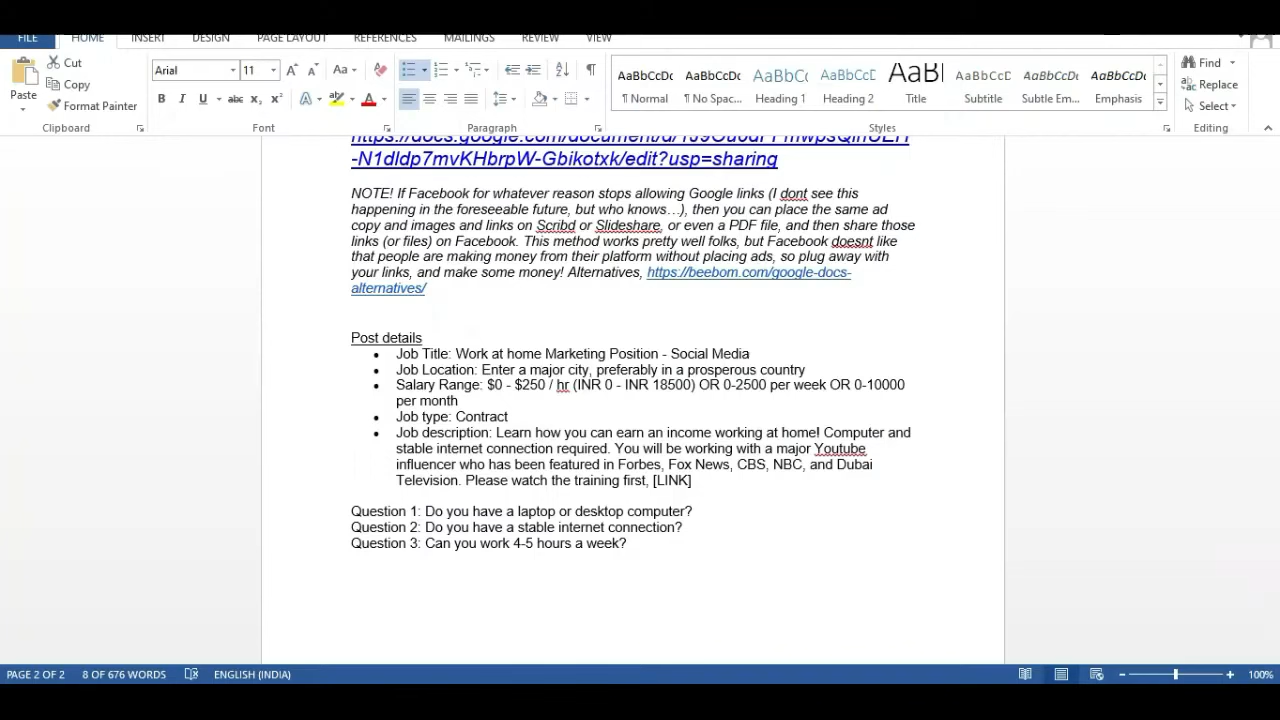 FILE HOME INSERT DESIGN PAGE LAYOUT REFERENCES MAILINGS REVIEW VIEW
Paste Cut Copy Format Painter Clipboard
Arial 11 Aa
B I U abc X₂ X² A A Font
Paragraph
AaBbCcDc AaBbCcDc AaBbCc AaBbCcD AaBl AaBbCcD AaBbCcDc AaBbCcDc
¶ Normal ¶ No Spac... Heading 1 Heading 2 Title Subtitle Subtle Em... Emphasis
Styles
Find Replace Select Editing
-N1dldp7mvKHbrpW-Gbikotxk/edit?usp=sharing
NOTE! If Facebook for whatever reason stops allowing Google links (I dont see this
happening in the foreseeable future, but who knows…), then you can place the same ad
copy and images and links on Scribd or Slideshare, or even a PDF file, and then share those
links (or files) on Facebook. This method works pretty well folks, but Facebook doesnt like
that people are making money from their platform without placing ads, so plug away with
your links, and make some money! Alternatives, https://beebom.com/google-docs-
alternatives/
Post details
• Job Title: Work at home Marketing Position - Social Media
• Job Location: Enter a major city, preferably in a prosperous country
• Salary Range: $0 - $250 / hr (INR 0 - INR 18500) OR 0-2500 per week OR 0-10000
per month
• Job type: Contract
• Job description: Learn how you can earn an income working at home! Computer and
stable internet connection required. You will be working with a major Youtube
influencer who has been featured in Forbes, Fox News, CBS, NBC, and Dubai
Television. Please watch the training first, [LINK]
Question 1: Do you have a laptop or desktop computer?
Question 2: Do you have a stable internet connection?
Question 3: Can you work 4-5 hours a week?
PAGE 2 OF 2 8 OF 676 WORDS ENGLISH (INDIA) 100%